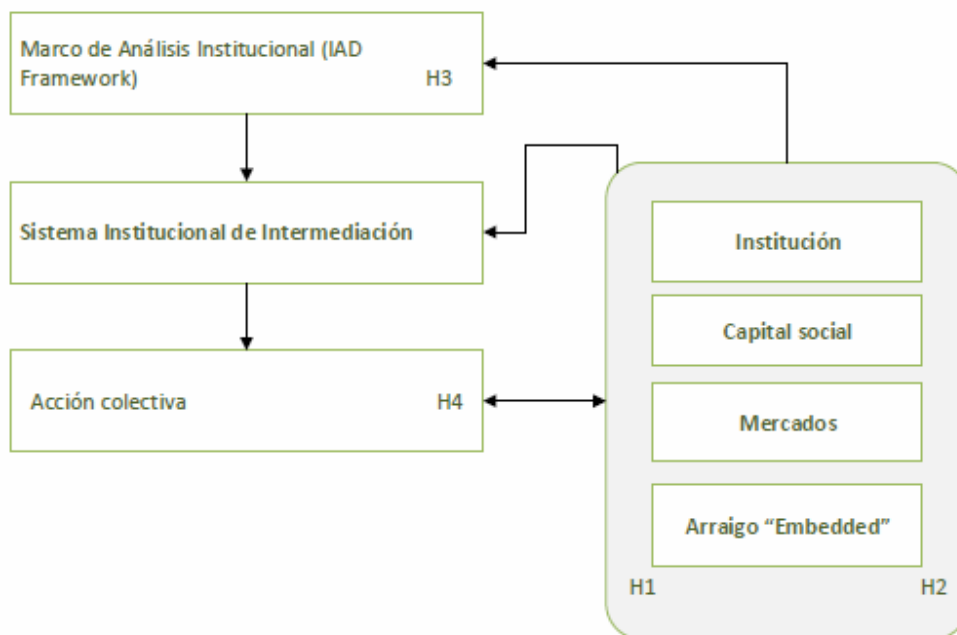 Marco de Análisis Institucional (IAD
Framework) H3
Sistema Institucional de Intermediación
Acción colectiva H4
Institución
Capital social
Mercados
Arraigo “Embedded”
H1 H2